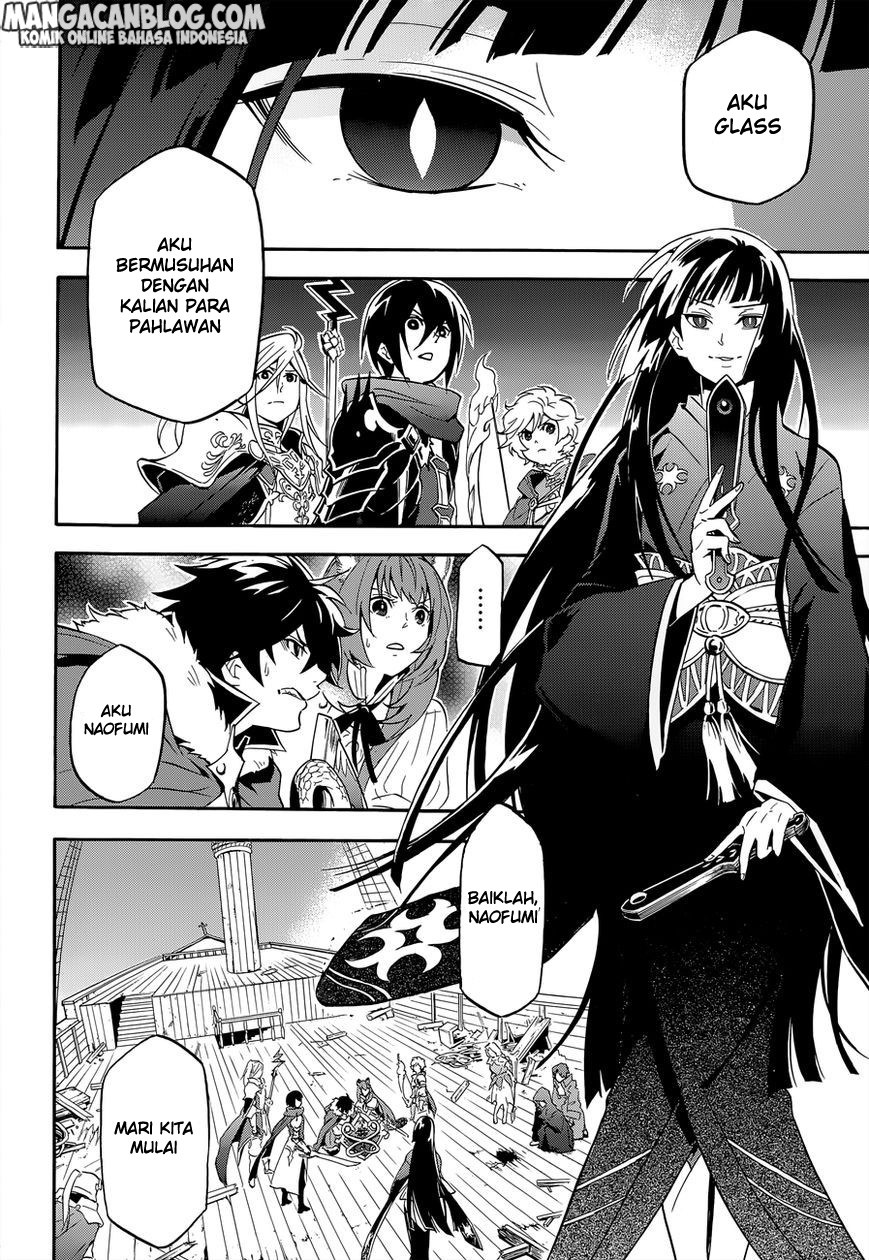 MANGACANBLOG.COM
KOMIK ONLINE BAHASA INDONESIA
AKU
GLASS
AKU
BERMUSUHAN
DENGAN
KALIAN PARA
PAHLAWAN
........
AKU
NAOFUMI
BAIKLAH,
NAOFUMI
MARI KITA
MULAI